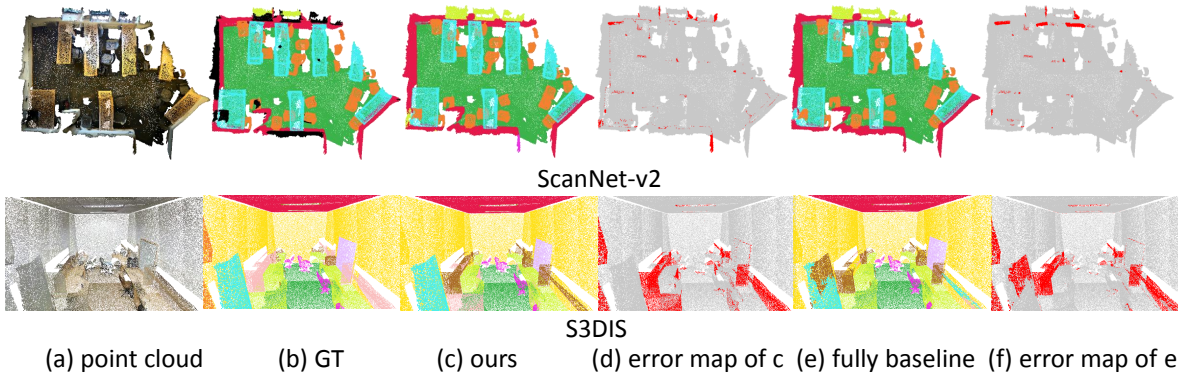 ScanNet-v2
S3DIS
(a) point cloud (b) GT (c) ours (d) error map of c (e) fully baseline (f) error map of e